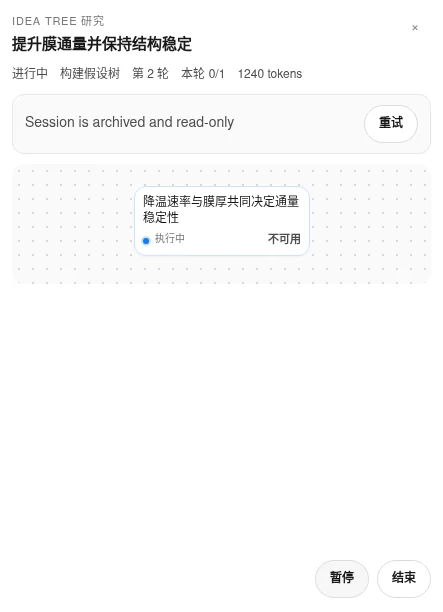 IDEA TREE 研究
×
提升膜通量并保持结构稳定
进行中 构建假设树 第 2 轮 本轮 0/1 1240 tokens
Session is archived and read-only 重试
降温速率与膜厚共同决定通量
稳定性
执行中 不可用
暂停 结束